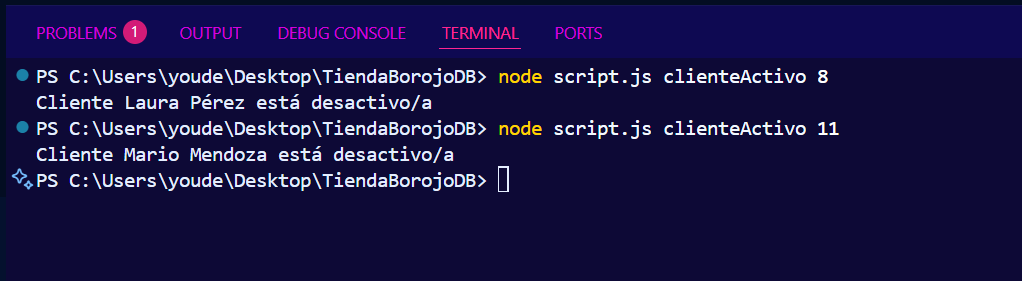 PROBLEMS 1 OUTPUT DEBUG CONSOLE TERMINAL PORTS
PS C:\Users\youde\Desktop\TiendaBorojoDB> node script.js clienteActivo 8
Cliente Laura Pérez está desactivo/a
PS C:\Users\youde\Desktop\TiendaBorojoDB> node script.js clienteActivo 11
Cliente Mario Mendoza está desactivo/a
PS C:\Users\youde\Desktop\TiendaBorojoDB>